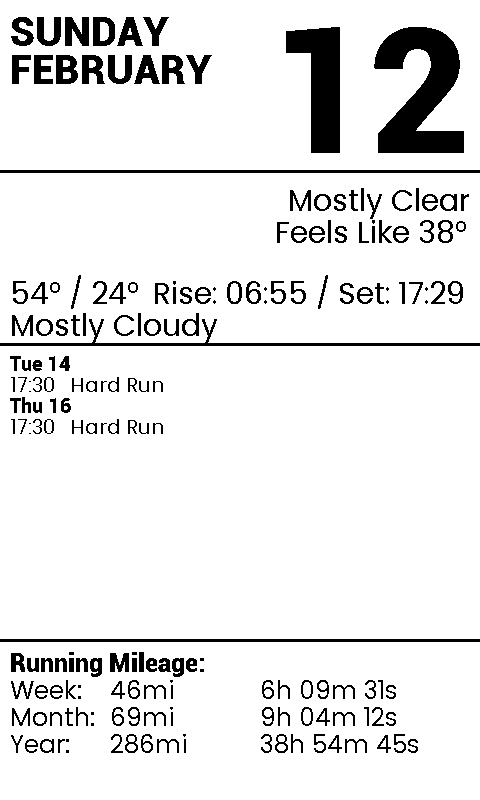 SUNDAY
FEBRUARY
12
Mostly Clear
Feels Like 38°
54° / 24° Rise: 06:55 / Set: 17:29
Mostly Cloudy
Tue 14
17:30 Hard Run
Thu 16
17:30 Hard Run
Running Mileage:
Week: 46mi 6h 09m 31s
Month: 69mi 9h 04m 12s
Year: 286mi 38h 54m 45s